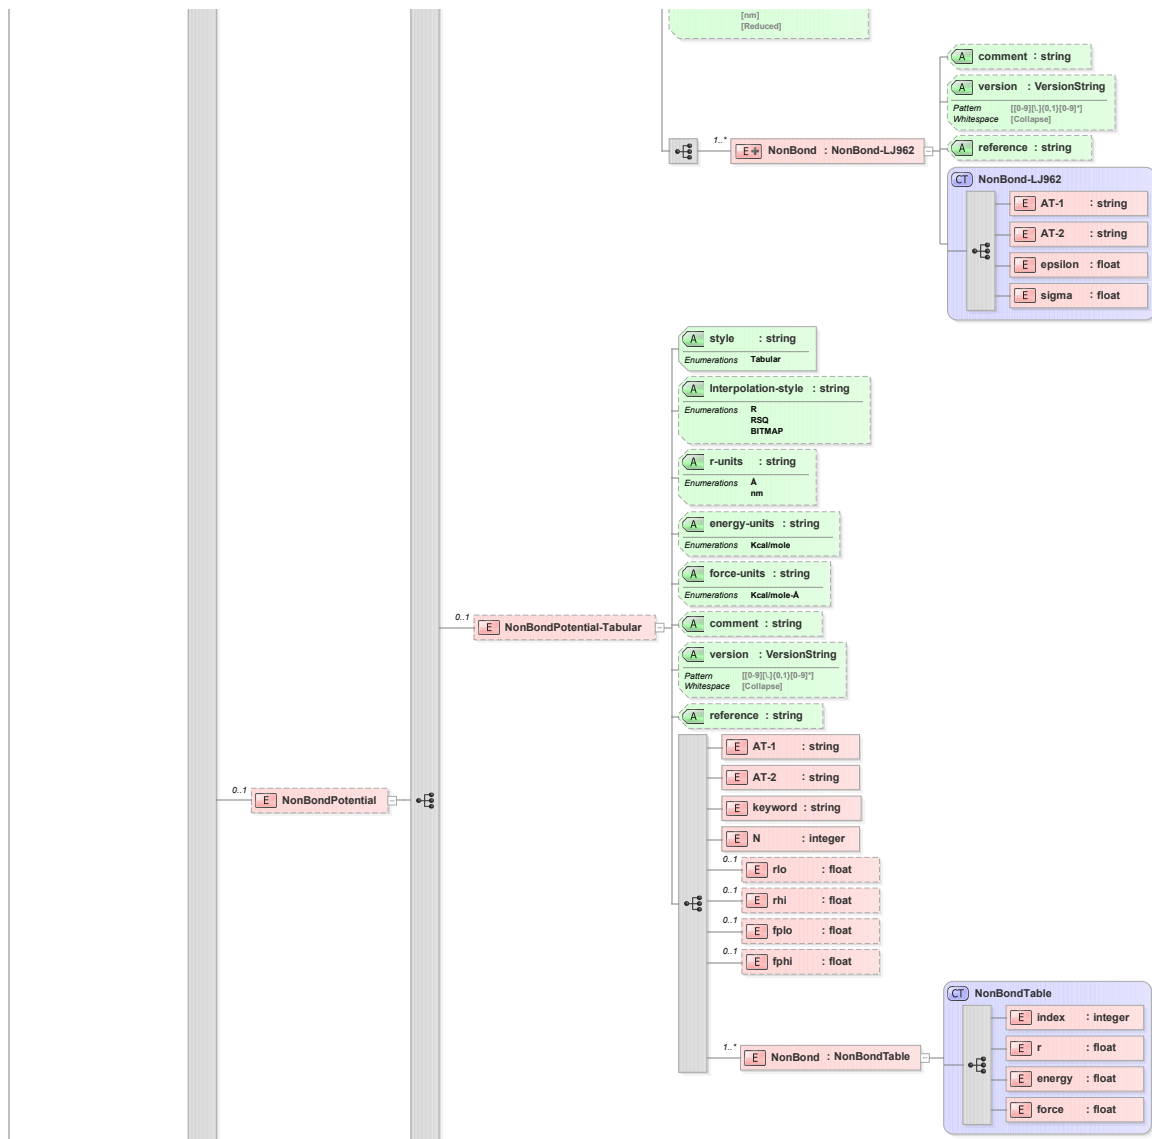 [nm]
[Reduced]
A comment : string
A version : VersionString
Pattern [[0-9][\.]{0,1}[0-9]*]
Whitespace [Collapse]
1..* E NonBond : NonBond-LJ962
A reference : string
CT NonBond-LJ962
E AT-1 : string
E AT-2 : string
E epsilon : float
E sigma : float
A style : string
Enumerations Tabular
A Interpolation-style : string
Enumerations R
RSQ
BITMAP
A r-units : string
Enumerations Å
nm
A energy-units : string
Enumerations Kcal/mole
A force-units : string
Enumerations Kcal/mole-Å
0..1 E NonBondPotential-Tabular
A comment : string
A version : VersionString
Pattern [[0-9][\.]{0,1}[0-9]*]
Whitespace [Collapse]
A reference : string
E AT-1 : string
E AT-2 : string
0..1 E NonBondPotential
E keyword : string
E N : integer
0..1 E rlo : float
0..1 E rhi : float
0..1 E fplo : float
0..1 E fphi : float
1..* E NonBond : NonBondTable
CT NonBondTable
E index : integer
E r : float
E energy : float
E force : float